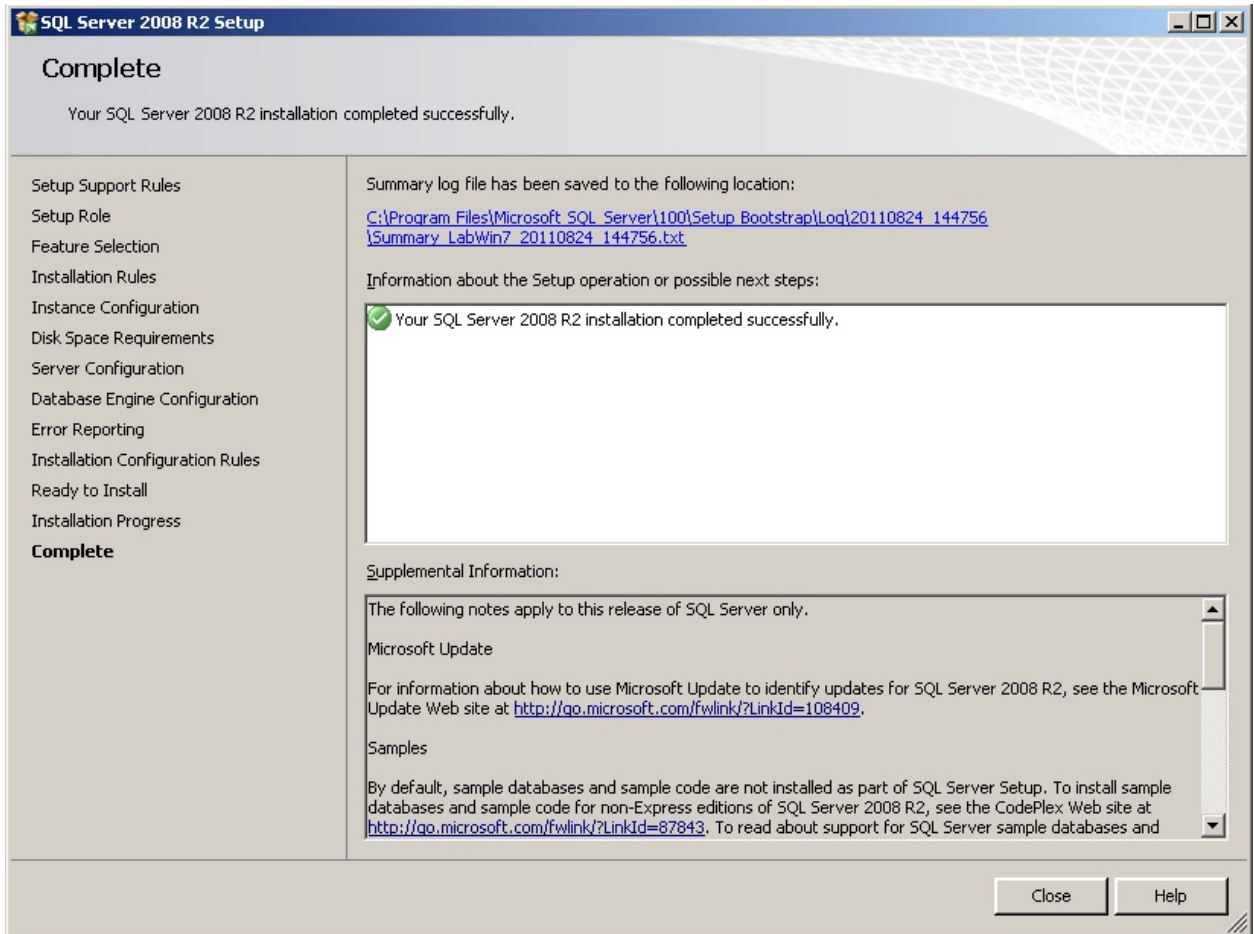 SQL Server 2008 R2 Setup
Complete
Your SQL Server 2008 R2 installation completed successfully.
Setup Support Rules
Setup Role
Feature Selection
Installation Rules
Instance Configuration
Disk Space Requirements
Server Configuration
Database Engine Configuration
Error Reporting
Installation Configuration Rules
Ready to Install
Installation Progress
Complete
Summary log file has been saved to the following location:
C:\Program Files\Microsoft SQL Server\100\Setup Bootstrap\Log\20110824_144756
\Summary_LabWin7_20110824_144756.txt
Information about the Setup operation or possible next steps:
Your SQL Server 2008 R2 installation completed successfully.
Supplemental Information:
The following notes apply to this release of SQL Server only.
Microsoft Update
For information about how to use Microsoft Update to identify updates for SQL Server 2008 R2, see the Microsoft
Update Web site at http://go.microsoft.com/fwlink/?LinkId=108409.
Samples
By default, sample databases and sample code are not installed as part of SQL Server Setup. To install sample
databases and sample code for non-Express editions of SQL Server 2008 R2, see the CodePlex Web site at
http://go.microsoft.com/fwlink/?LinkId=87843. To read about support for SQL Server sample databases and
Close
Help